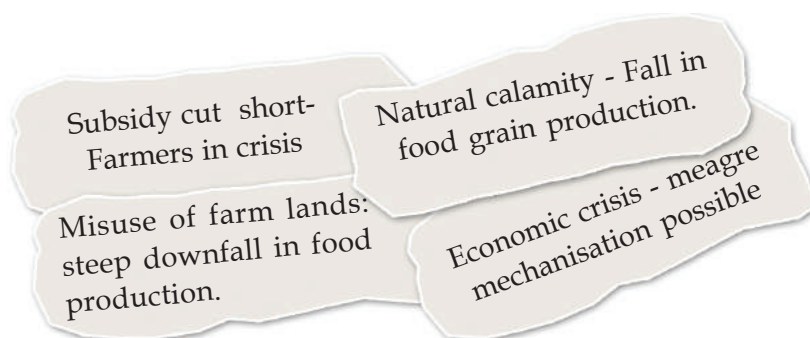 Subsidy cut short-
Farmers in crisis
Natural calamity - Fall in
food grain production.
Misuse of farm lands:
steep downfall in food
production.
Economic crisis - meagre
mechanisation possible